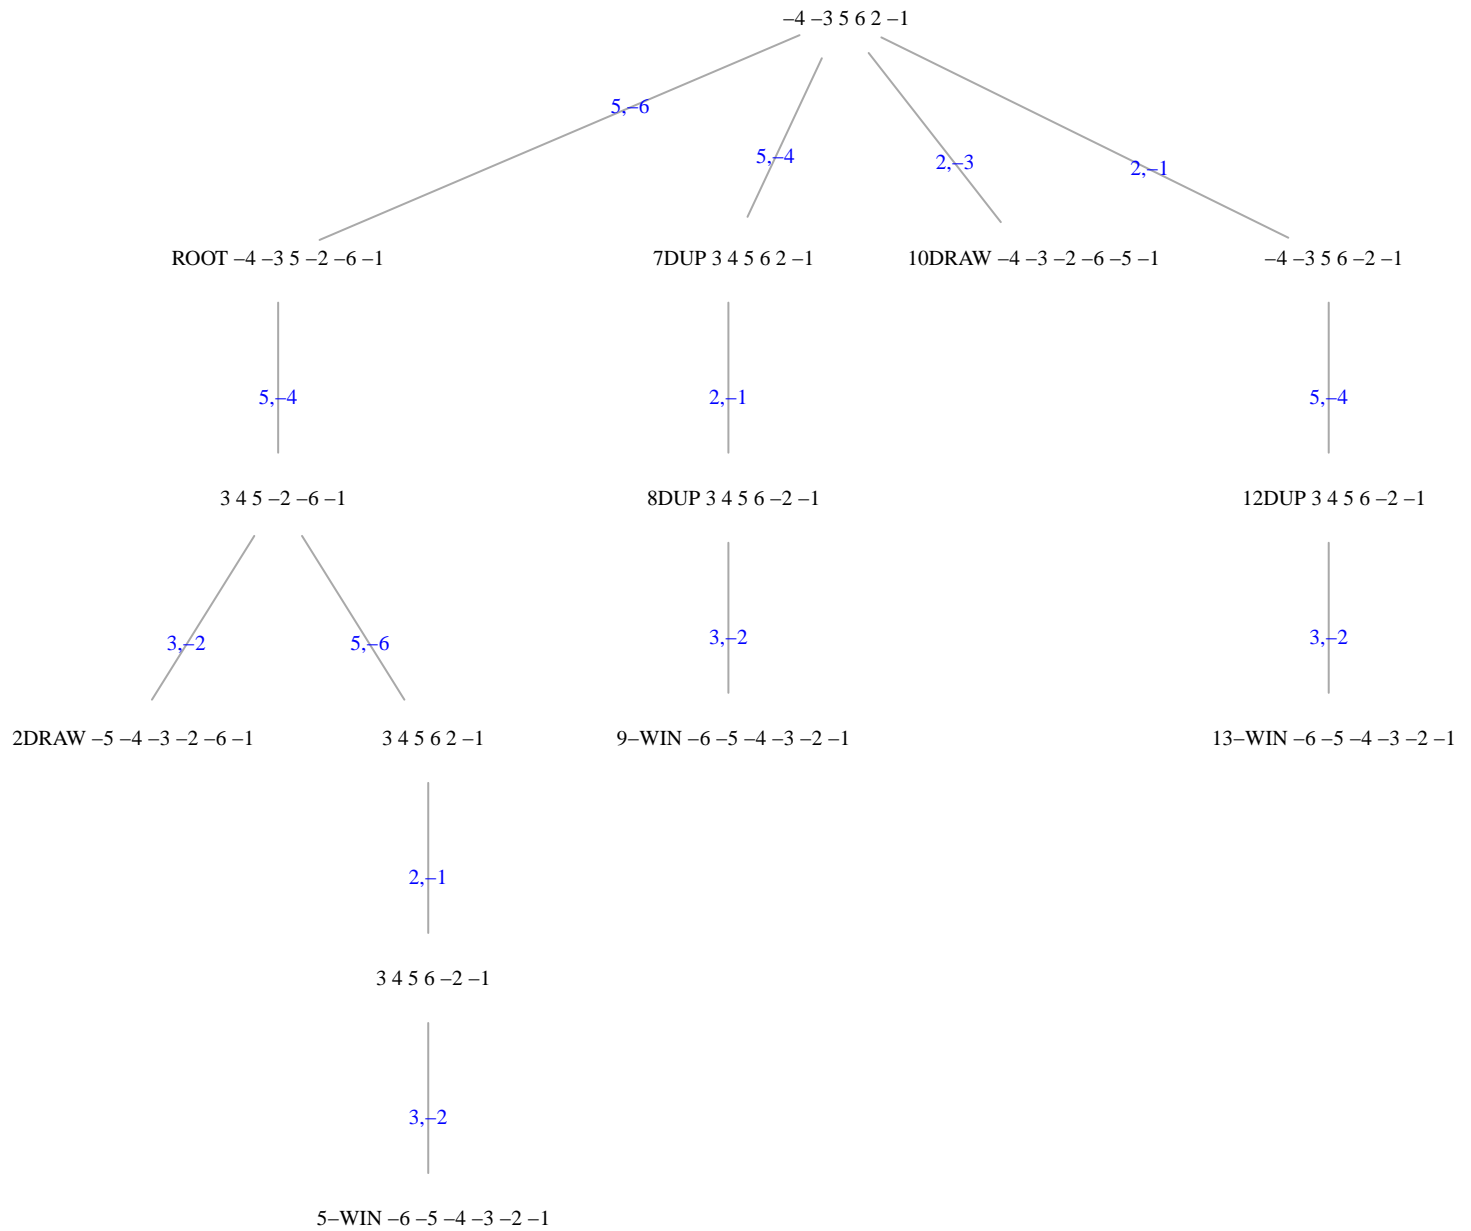 −4 −3 5 6 2 −1
5,−6
5,−4
2,−3
2,−1
ROOT −4 −3 5 −2 −6 −1
7DUP 3 4 5 6 2 −1
10DRAW −4 −3 −2 −6 −5 −1
−4 −3 5 6 −2 −1
5,−4
2,−1
5,−4
3 4 5 −2 −6 −1
8DUP 3 4 5 6 −2 −1
12DUP 3 4 5 6 −2 −1
3,−2
5,−6
3,−2
3,−2
2DRAW −5 −4 −3 −2 −6 −1
3 4 5 6 2 −1
9−WIN −6 −5 −4 −3 −2 −1
13−WIN −6 −5 −4 −3 −2 −1
2,−1
3 4 5 6 −2 −1
3,−2
5−WIN −6 −5 −4 −3 −2 −1